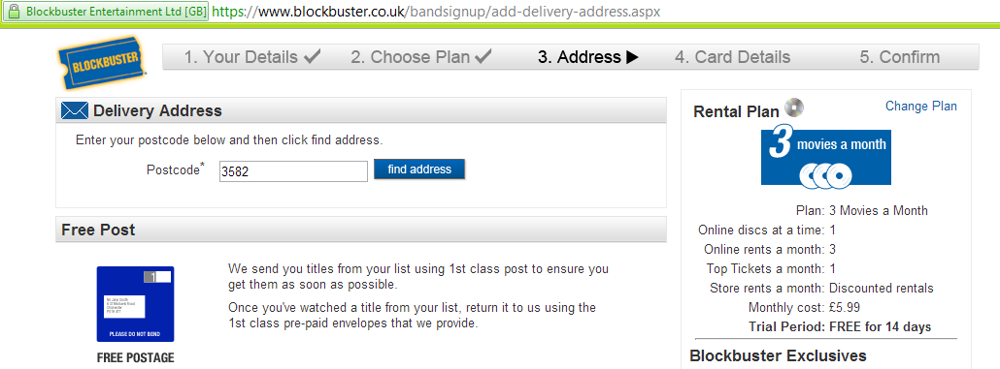 Blockbuster Entertainment Ltd [GB] https://www.blockbuster.co.uk/bandsignup/add-delivery-address.aspx
BLOCKBUSTER
1. Your Details 2. Choose Plan 3. Address 4. Card Details 5. Confirm
Delivery Address
Enter your postcode below and then click find address.
Postcode* 3582 find address
Free Post
1
PLEASE DO NOT BEND
FREE POSTAGE
We send you titles from your list using 1st class post to ensure you
get them as soon as possible.
Once you've watched a title from your list, return it to us using the
1st class pre-paid envelopes that we provide.
Rental Plan Change Plan
3 movies a month
Plan: 3 Movies a Month
Online discs at a time: 1
Online rents a month: 3
Top Tickets a month: 1
Store rents a month: Discounted rentals
Monthly cost: £5.99
Trial Period: FREE for 14 days
Blockbuster Exclusives